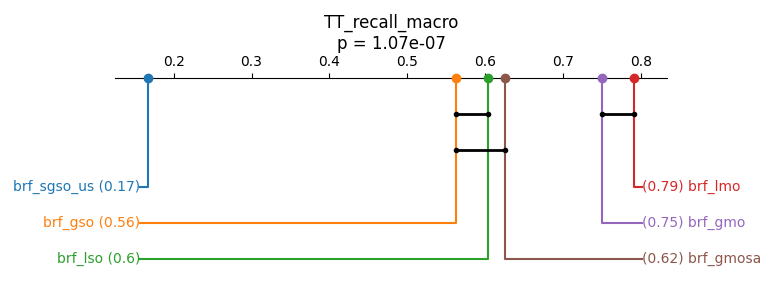 TT_recall_macro
p = 1.07e-07
0.2 0.3 0.4 0.5 0.6 0.7 0.8
brf_sgso_us (0.17) (0.79) brf_lmo
brf_gso (0.56) (0.75) brf_gmo
brf_lso (0.6) (0.62) brf_gmosa